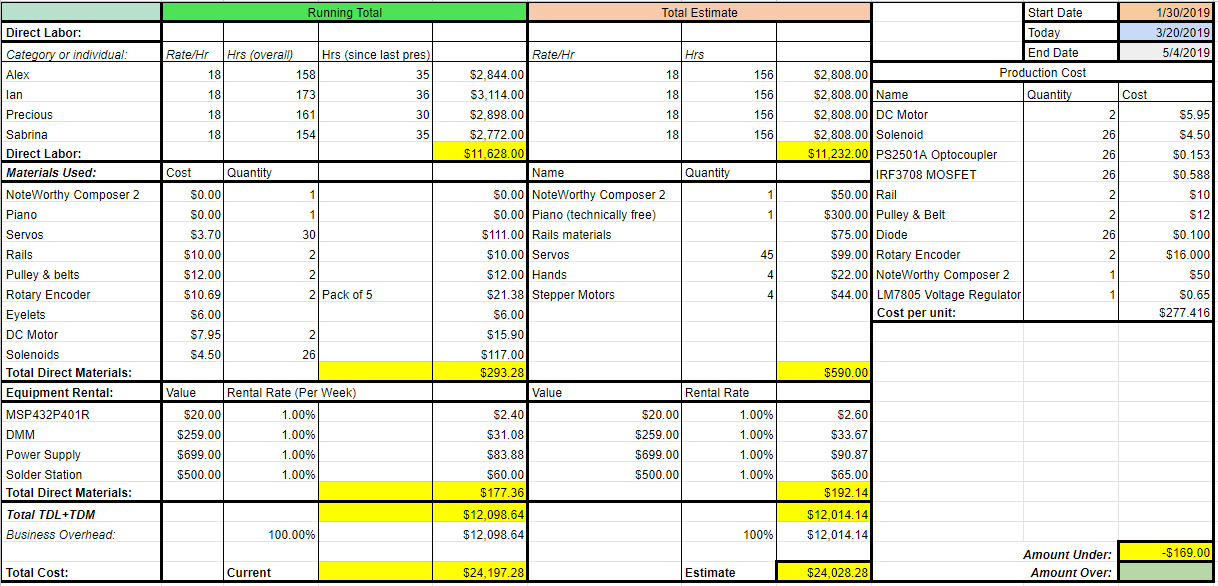 Running Total Total Estimate Start Date 1/30/2019
Direct Labor: Today 3/20/2019
Category or individual: Rate/Hr Hrs (overall) Hrs (since last pres) Rate/Hr Hrs End Date 5/4/2019
Alex 18 158 35 $2,844.00 18 156 $2,808.00 Production Cost
Ian 18 173 36 $3,114.00 18 156 $2,808.00 Name Quantity Cost
Precious 18 161 30 $2,898.00 18 156 $2,808.00 DC Motor 2 $5.95
Sabrina 18 154 35 $2,772.00 18 156 $2,808.00 Solenoid 26 $4.50
Direct Labor: $11,628.00 $11,232.00 PS2501A Optocoupler 26 $0.153
Materials Used: Cost Quantity Name Quantity IRF3708 MOSFET 26 $0.588
NoteWorthy Composer 2 $0.00 1 $0.00 NoteWorthy Composer 2 1 $50.00 Rail 2 $10
Piano $0.00 1 $0.00 Piano (technically free) 1 $300.00 Pulley & Belt 2 $12
Servos $3.70 30 $111.00 Rails materials $75.00 Diode 26 $0.100
Rails $10.00 2 $10.00 Servos 45 $99.00 Rotary Encoder 2 $16.000
Pulley & belts $12.00 2 $12.00 Hands 4 $22.00 NoteWorthy Composer 2 1 $50
Rotary Encoder $10.69 2 Pack of 5 $21.38 Stepper Motors 4 $44.00 LM7805 Voltage Regulator 1 $0.65
Eyelets $6.00 $6.00 Cost per unit: $277.416
DC Motor $7.95 2 $15.90
Solenoids $4.50 26 $117.00
Total Direct Materials: $293.28 $590.00
Equipment Rental: Value Rental Rate (Per Week) Value Rental Rate
MSP432P401R $20.00 1.00% $2.40 $20.00 1.00% $2.60
DMM $259.00 1.00% $31.08 $259.00 1.00% $33.67
Power Supply $699.00 1.00% $83.88 $699.00 1.00% $90.87
Solder Station $500.00 1.00% $60.00 $500.00 1.00% $65.00
Total Direct Materials: $177.36 $192.14
Total TDL+TDM $12,098.64 $12,014.14
Business Overhead: 100.00% $12,098.64 100% $12,014.14
Amount Under: -$169.00
Total Cost: Current $24,197.28 Estimate $24,028.28 Amount Over: